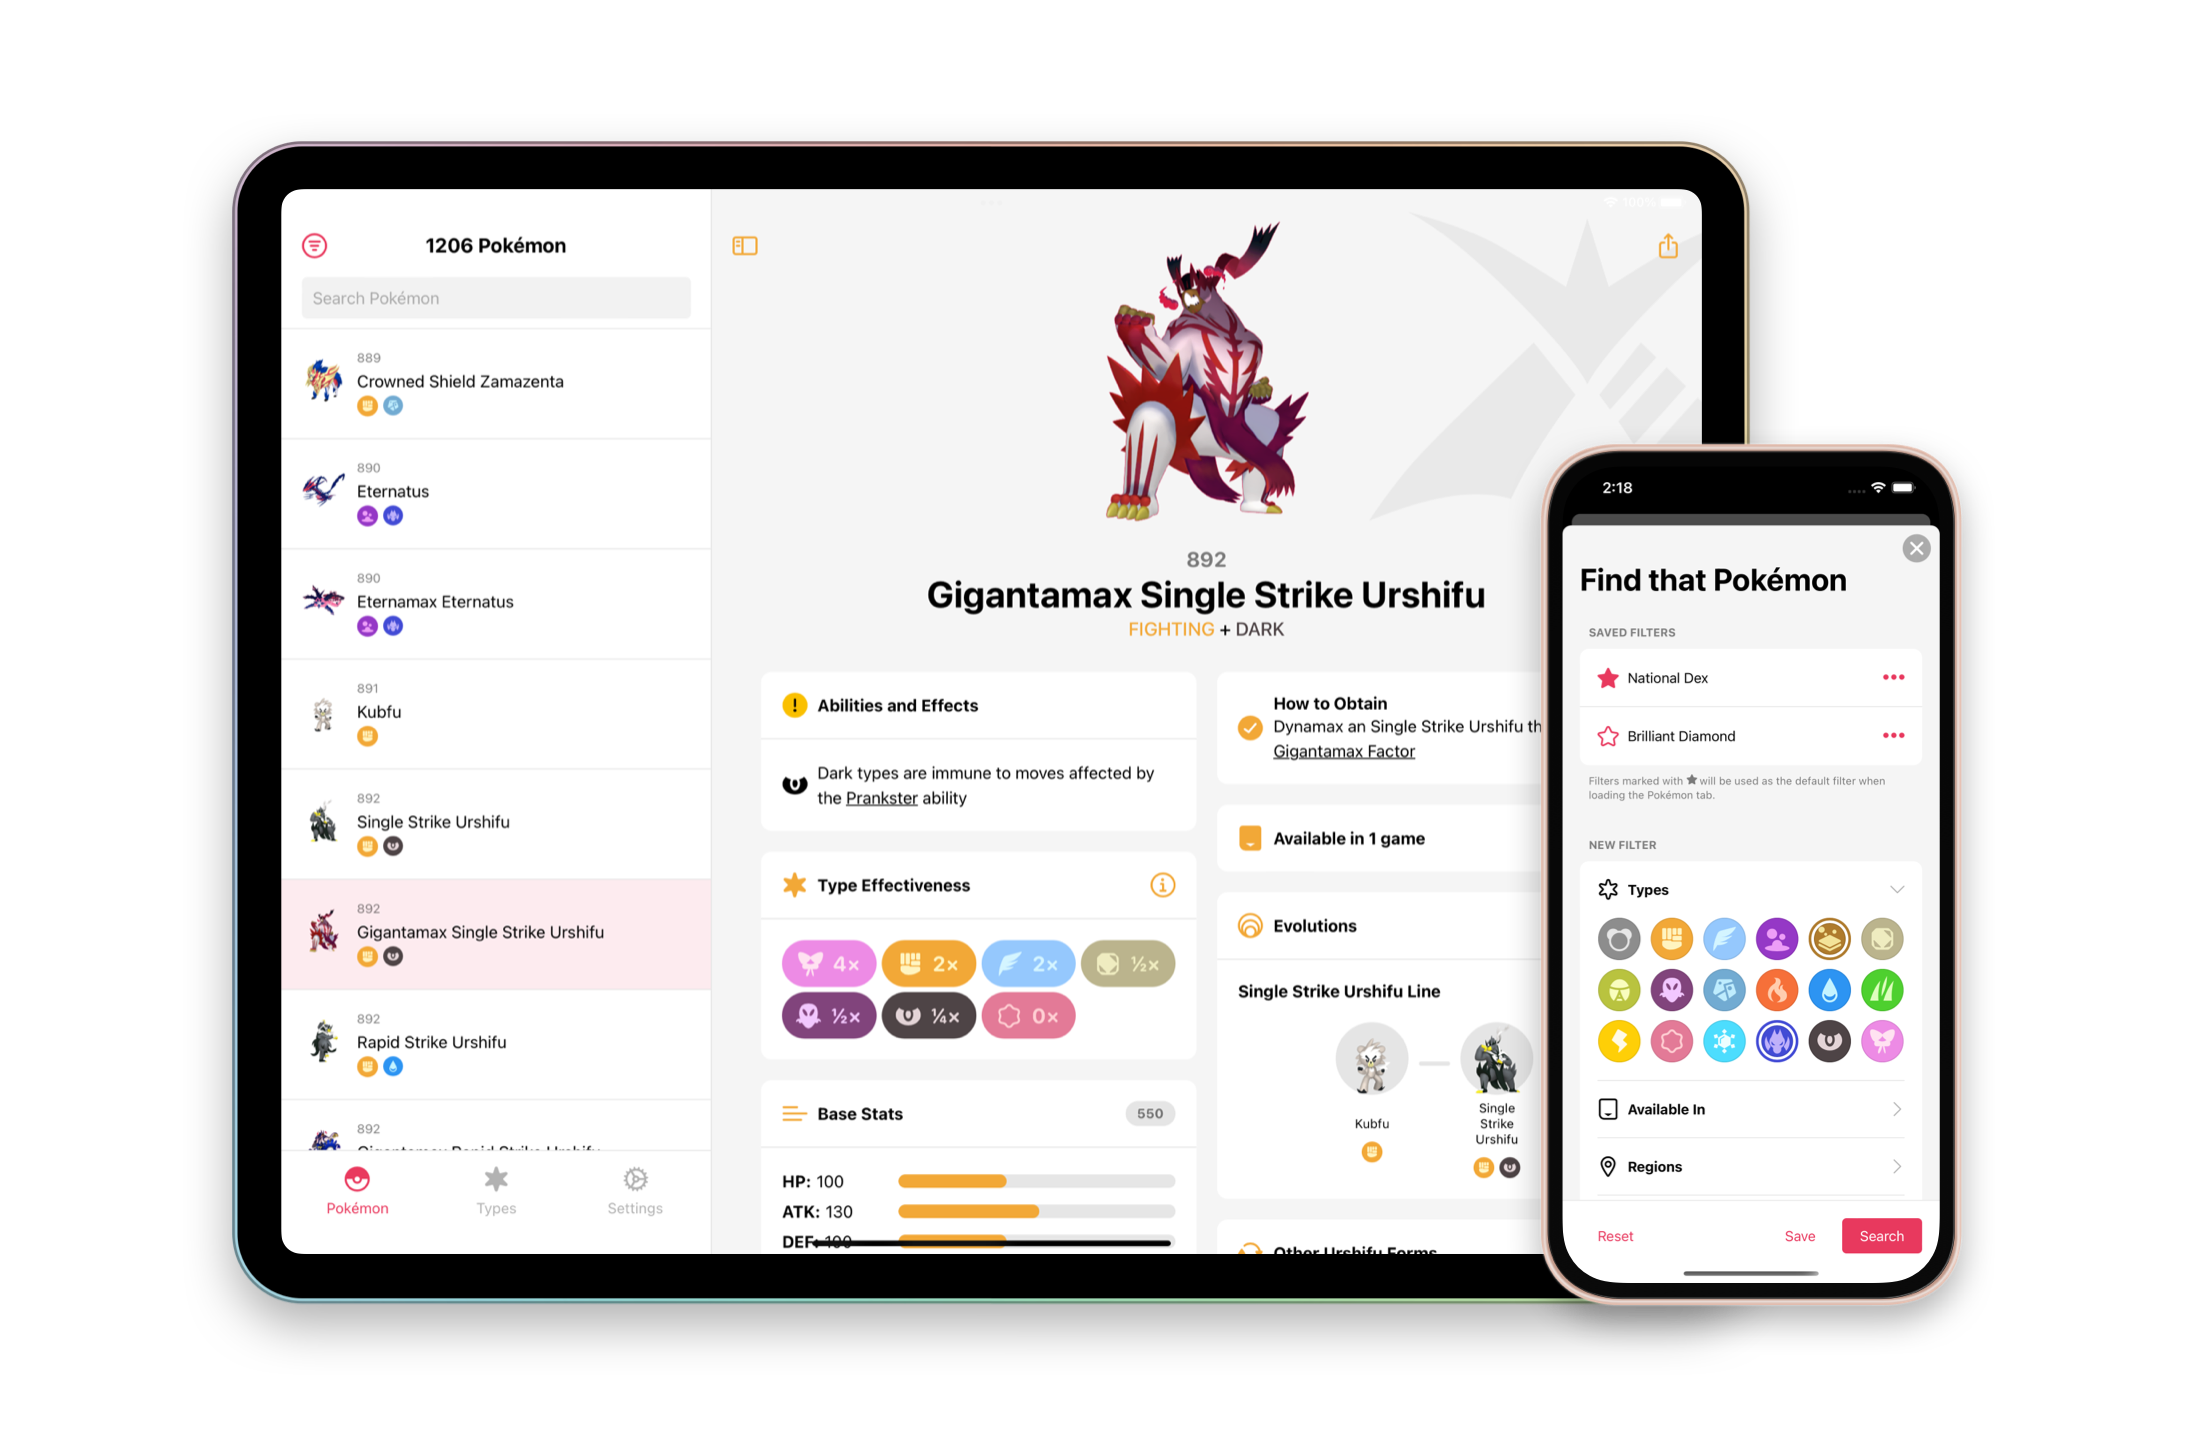 1206 Pokémon
Search Pokémon
889
Crowned Shield Zamazenta
890
Eternatus
890
Eternamax Eternatus
891
Kubfu
892
Single Strike Urshifu
892
Gigantamax Single Strike Urshifu
892
Rapid Strike Urshifu
892
Gigantamax Rapid Strike Urshifu
Pokémon
Types
Settings
100%
892
Gigantamax Single Strike Urshifu
FIGHTING + DARK
Abilities and Effects
Dark types are immune to moves affected by
the Prankster ability
Type Effectiveness
4×
2×
2×
½×
½×
¼×
0×
Base Stats
550
HP: 100
ATK: 130
DEF: 100
How to Obtain
Dynamax an Single Strike Urshifu th
Gigantamax Factor
Available in 1 game
Evolutions
Single Strike Urshifu Line
Kubfu
Single
Strike
Urshifu
Other Urshifu Forms
2:18
Find that Pokémon
SAVED FILTERS
National Dex
Brilliant Diamond
Filters marked with ★ will be used as the default filter when
loading the Pokémon tab.
NEW FILTER
Types
Available In
Regions
Reset
Save
Search